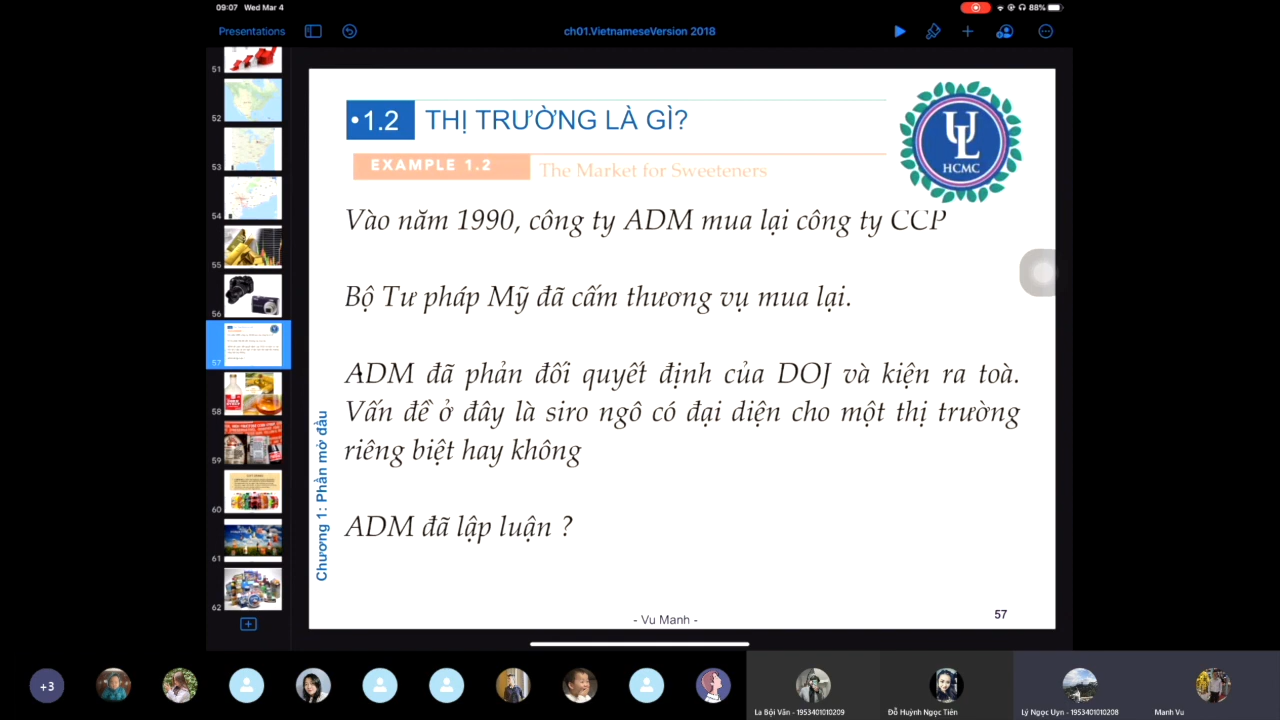 09:07 Wed Mar 4
88%
Presentations
ch01.VietnameseVersion 2018
51
52
53
54
55
56
57
58
59
60
61
62
•1.2 THỊ TRƯỜNG LÀ GÌ?
EXAMPLE 1.2 The Market for Sweeteners
UL
HCMC
Vào năm 1990, công ty ADM mua lại công ty CCP
Bộ Tư pháp Mỹ đã cấm thương vụ mua lại.
ADM đã phản đối quyết định của DOJ và kiện ra toà.
Vấn đề ở đây là siro ngô có đại diện cho một thị trường
riêng biệt hay không
ADM đã lập luận ?
Chương 1: Phần mở đầu
- Vu Manh -
57
+3
La Bội Vân - 1953401010209
Đỗ Huỳnh Ngọc Tiên
Lý Ngọc Uyn - 1953401010208
Manh Vu